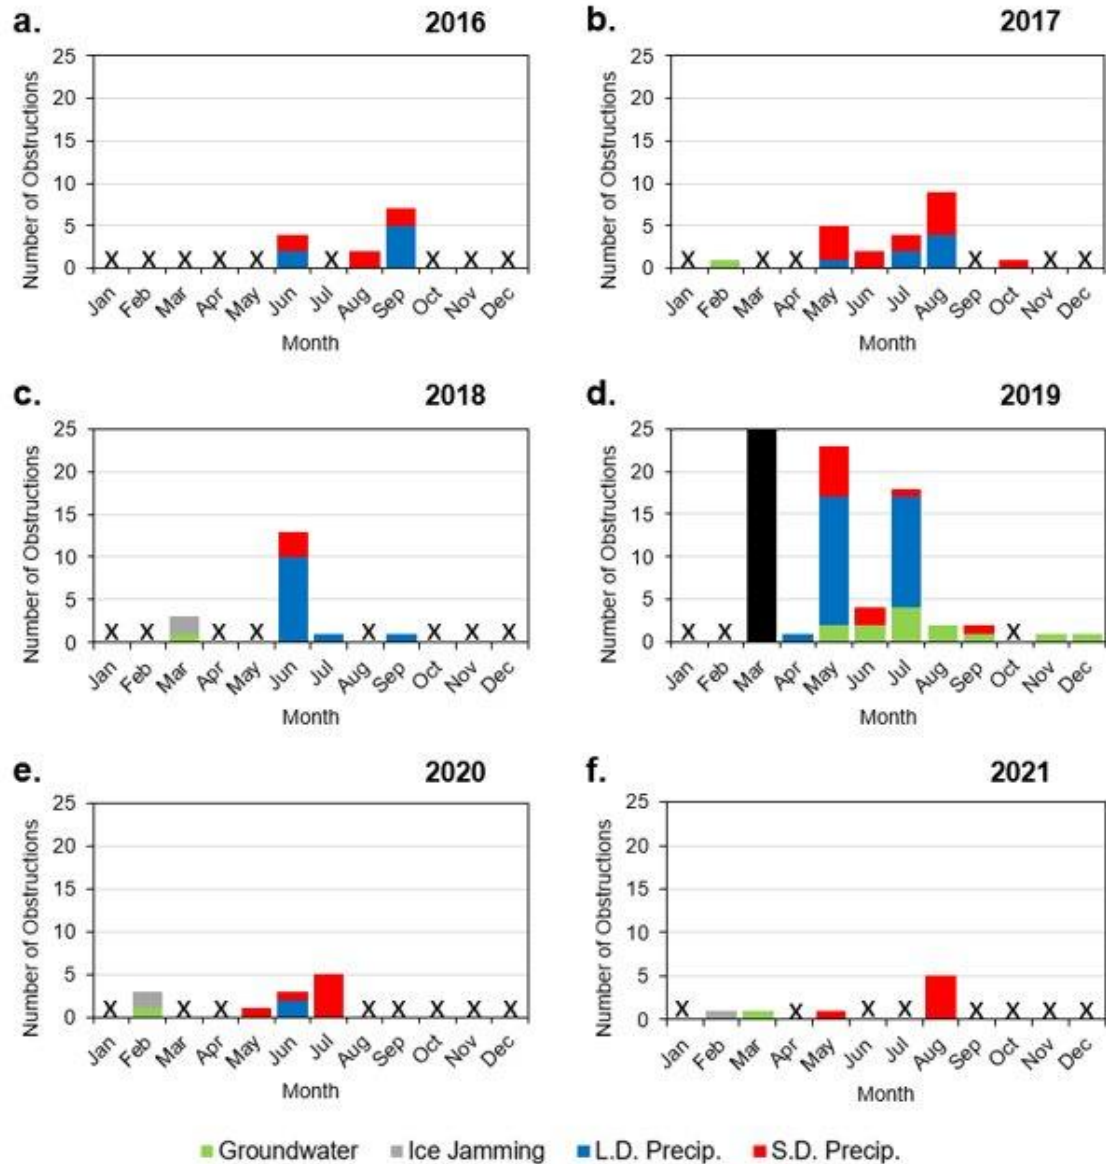 a. 2016
Number of Obstructions
25
20
15
10
5
0
X X X X X X X X X
Jan Feb Mar Apr May Jun Jul Aug Sep Oct Nov Dec
Month
b. 2017
Number of Obstructions
25
20
15
10
5
0
X X X X X X
Jan Feb Mar Apr May Jun Jul Aug Sep Oct Nov Dec
Month
c. 2018
Number of Obstructions
25
20
15
10
5
0
X X X X X X X X
Jan Feb Mar Apr May Jun Jul Aug Sep Oct Nov Dec
Month
d. 2019
Number of Obstructions
25
20
15
10
5
0
X X X
Jan Feb Mar Apr May Jun Jul Aug Sep Oct Nov Dec
Month
e. 2020
Number of Obstructions
25
20
15
10
5
0
X X X X X X X X
Jan Feb Mar Apr May Jun Jul Aug Sep Oct Nov Dec
Month
f. 2021
Number of Obstructions
25
20
15
10
5
0
X X X X X X X X
Jan Feb Mar Apr May Jun Jul Aug Sep Oct Nov Dec
Month
Groundwater Ice Jamming L.D. Precip. S.D. Precip.